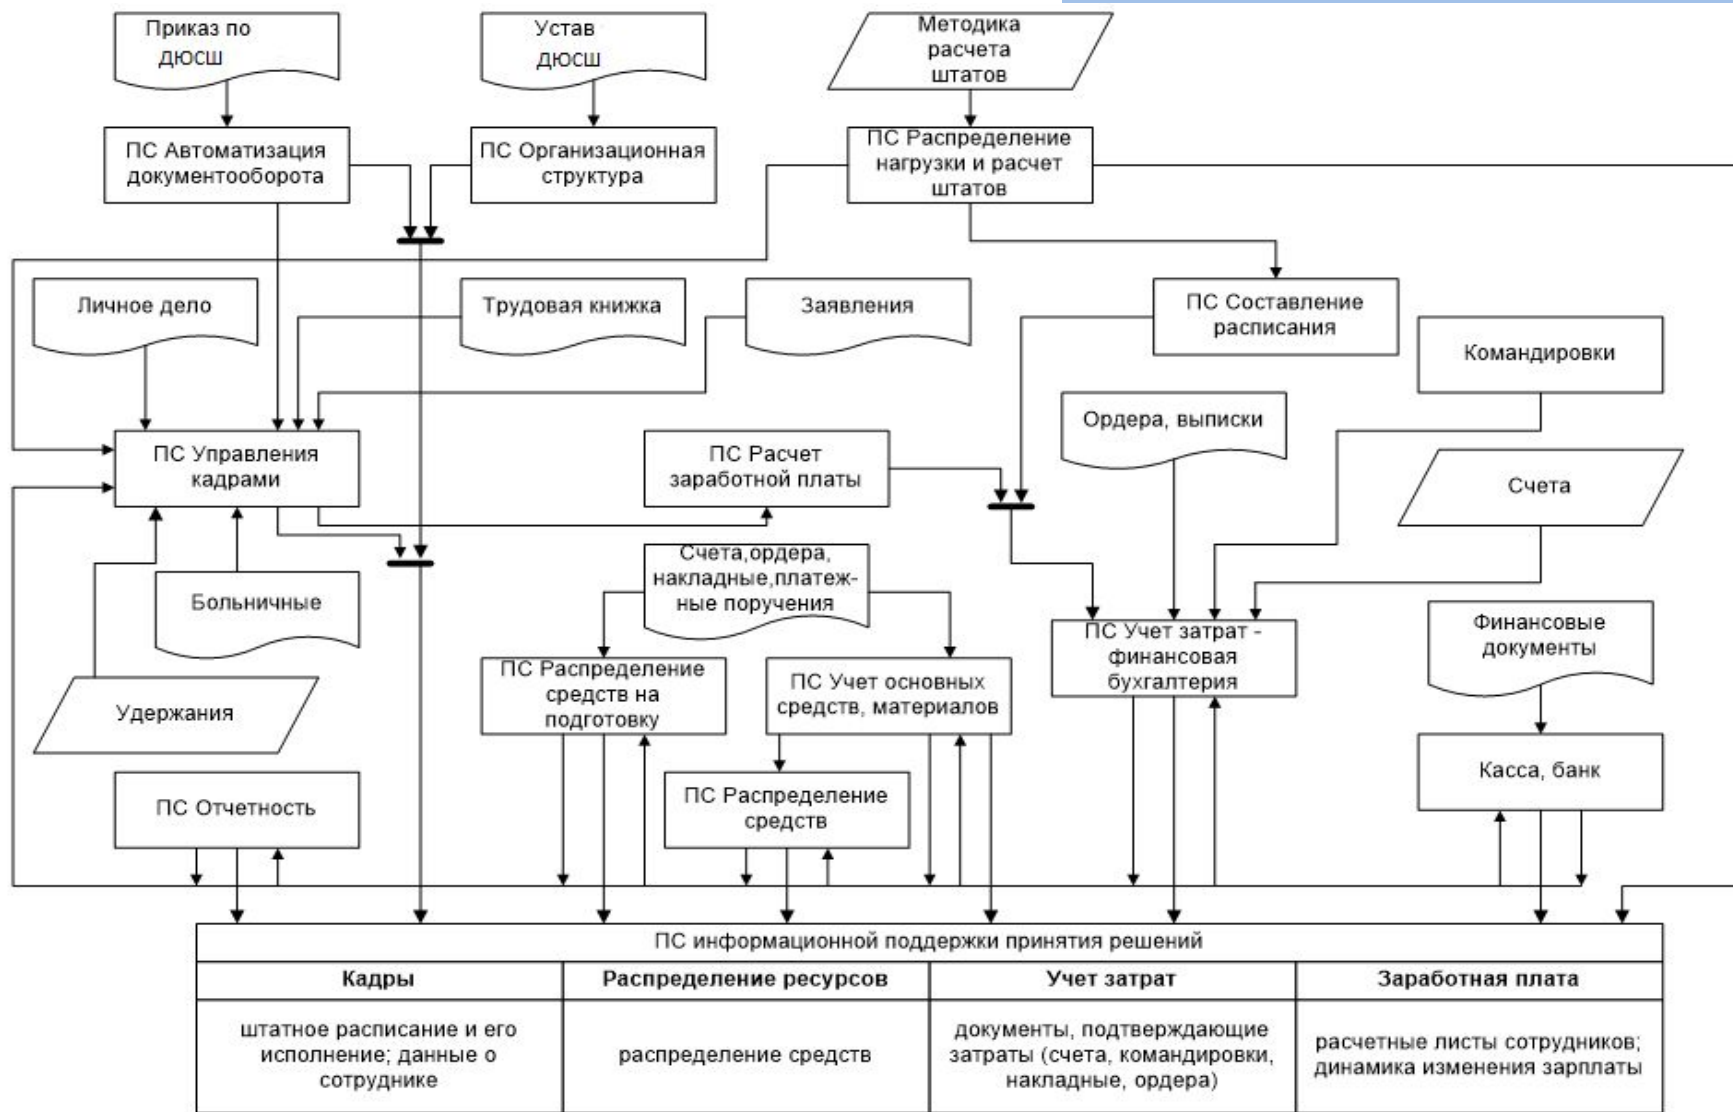 Приказ по
ДЮСШ
Устав
ДЮСШ
Методика
расчета
штатов
ПС Автоматизация
документооборота
ПС Организационная
структура
ПС Распределение
нагрузки и расчет
штатов
Личное дело
Трудовая книжка
Заявления
ПС Составление
расписания
Командировки
Ордера, выписки
ПС Управления
кадрами
ПС Расчет
заработной платы
Счета
Больничные
Счета,ордера,
накладные,платеж-
ные поручения
ПС Учет затрат -
финансовая
бухгалтерия
Финансовые
документы
Удержания
ПС Распределение
средств на
подготовку
ПС Учет основных
средств, материалов
ПС Отчетность
ПС Распределение
средств
Касса, банк
ПС информационной поддержки принятия решений
Кадры
Распределение ресурсов
Учет затрат
Заработная плата
штатное расписание и его
исполнение; данные о
сотруднике
распределение средств
документы, подтверждающие
затраты (счета, командировки,
накладные, ордера)
расчетные листы сотрудников;
динамика изменения зарплаты